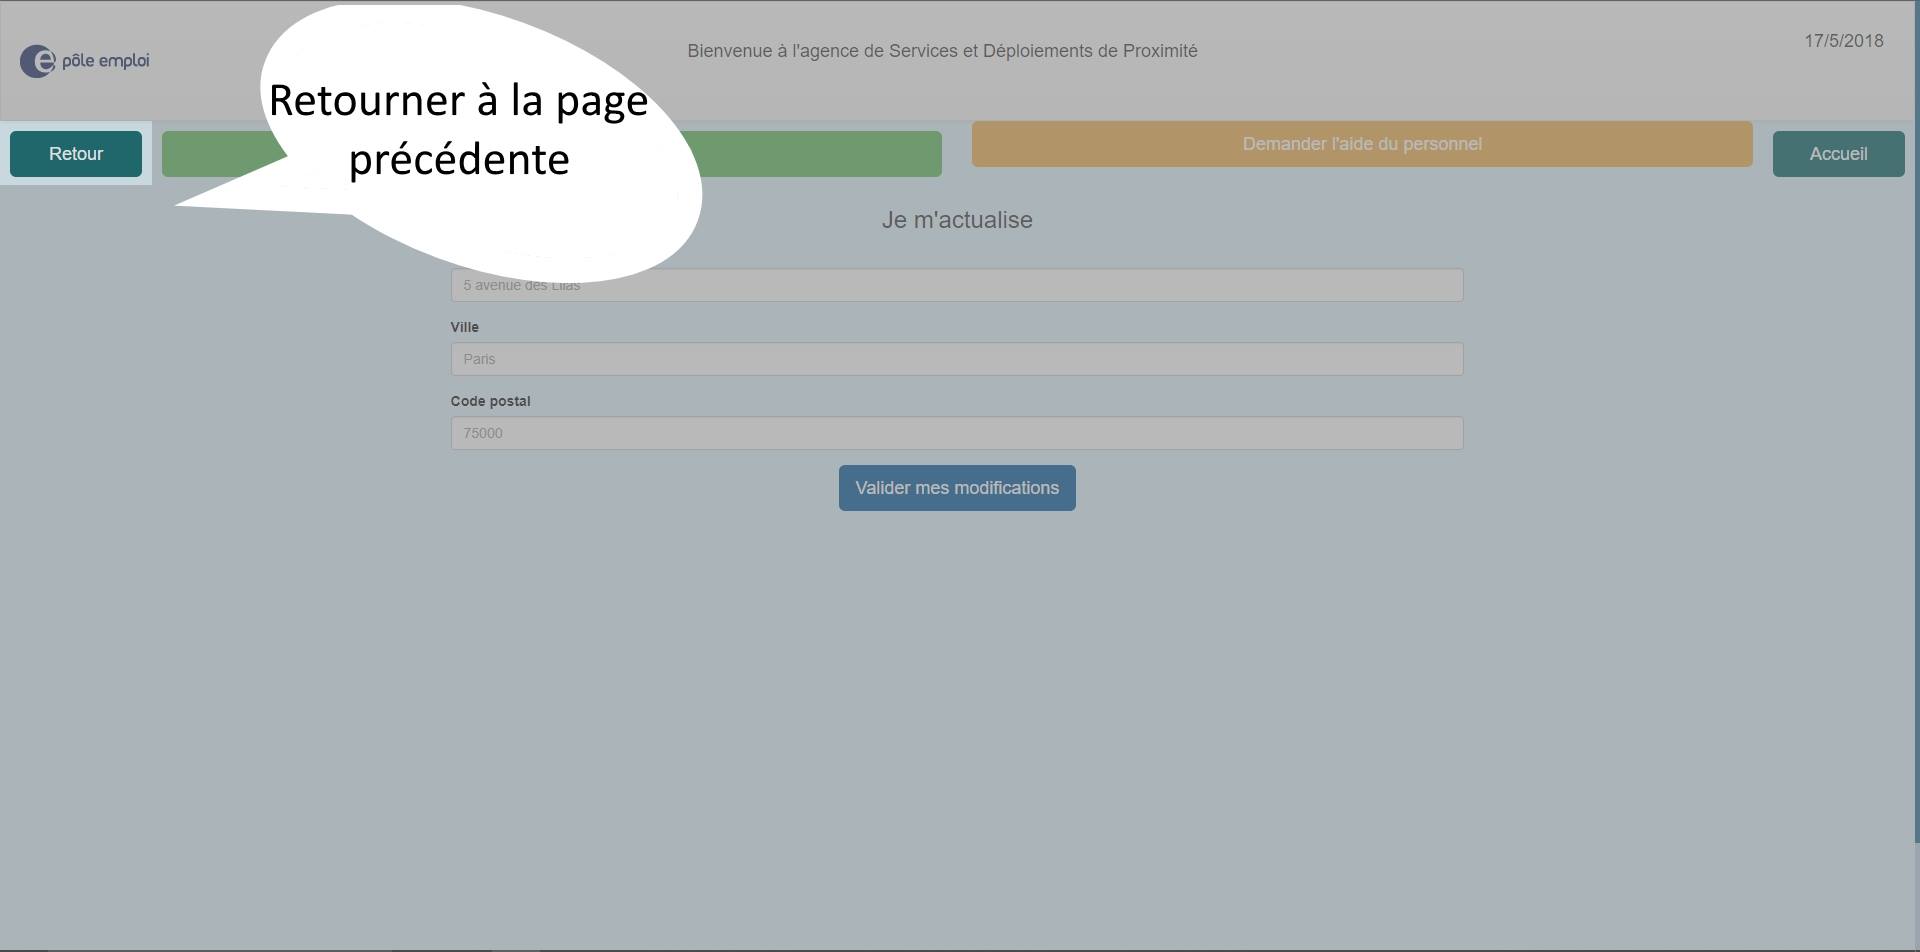 pôle emploi
Bienvenue à l'agence de Services et Déploiements de Proximité
17/5/2018
Retourner à la page
précédente
Retour
Demander l'aide du personnel
Accueil
Je m'actualise
5 avenue des Lilas
Ville
Paris
Code postal
75000
Valider mes modifications